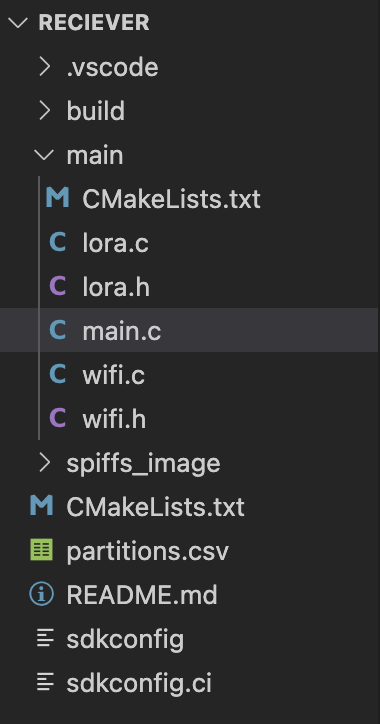 RECIEVER
.vscode
build
main
M CMakeLists.txt
C lora.c
C lora.h
C main.c
C wifi.c
C wifi.h
spiffs_image
M CMakeLists.txt
partitions.csv
README.md
sdkconfig
sdkconfig.ci